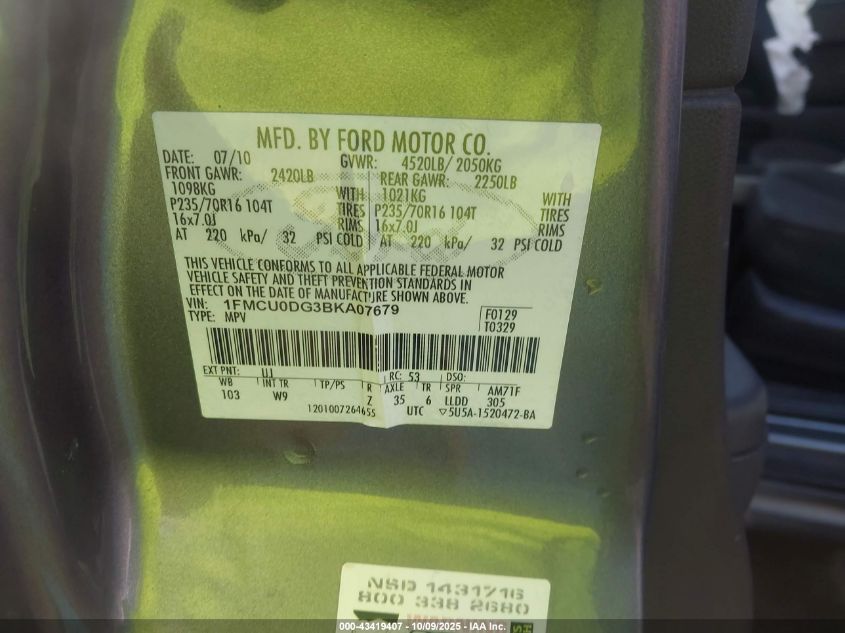 MFD. BY FORD MOTOR CO.
DATE: 07/10 GVWR: 4520LB/ 2050KG
FRONT GAWR: 2420LB REAR GAWR: 2250LB
1098KG WITH 1021KG WITH
P235/70R16 104T TIRES P235/70R16 104T TIRES
16x7.0J RIMS 16x7.0J RIMS
AT 220 kPa/ 32 PSI COLD AT 220 kPa/ 32 PSI COLD
THIS VEHICLE CONFORMS TO ALL APPLICABLE FEDERAL MOTOR
VEHICLE SAFETY AND THEFT PREVENTION STANDARDS IN
EFFECT ON THE DATE OF MANUFACTURE SHOWN ABOVE.
VIN: 1FMCU0DG3BKA07679 F0129
TYPE: MPV T0329
EXT PNT: UJ RC: 53 DSO:
WB INT TR TP/PS R AXLE TR AM71F
103 W9 Z 35 6 LLDD 305
1201007264655 UTC ▽5U5A-1520472-BA
NSD 1431716
800 338 2680
000-43419407 - 10/09/2025 - IAA Inc.